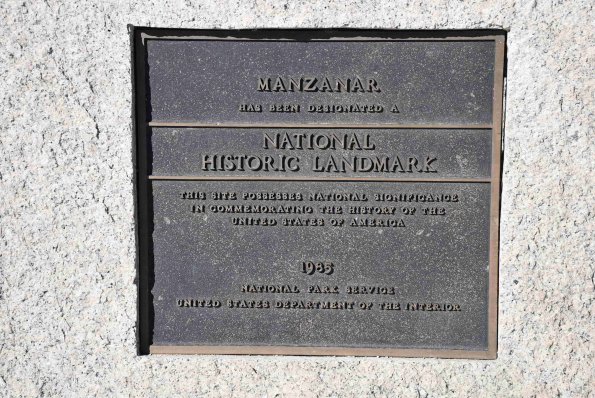 MANZANAR
HAS BEEN DESIGNATED A
NATIONAL
HISTORIC LANDMARK
THIS SITE POSSESSES NATIONAL SIGNIFICANCE
IN COMMEMORATING THE HISTORY OF THE
UNITED STATES OF AMERICA
1985
NATIONAL PARK SERVICE
UNITED STATES DEPARTMENT OF THE INTERIOR